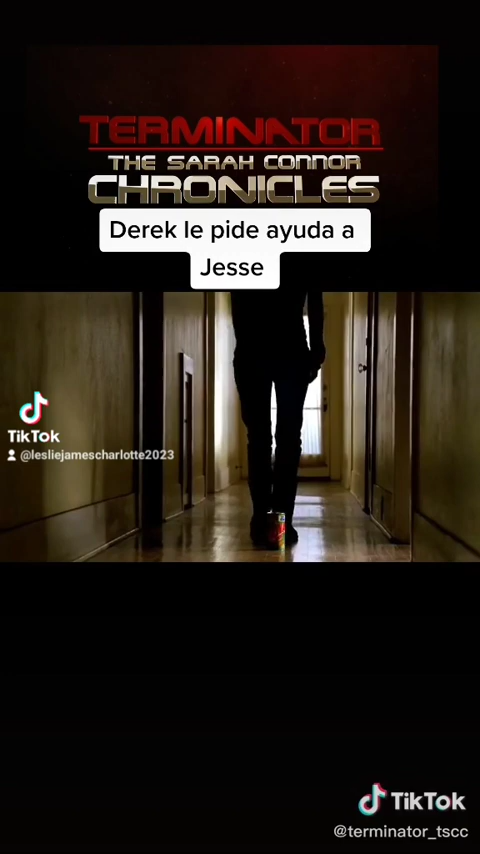 TERMINATOR
THE SARAH CONNOR
CHRONICLES
Derek le pide ayuda a
Jesse
TikTok
@lesliejamescharlotte2023
TikTok
@terminator_tscc